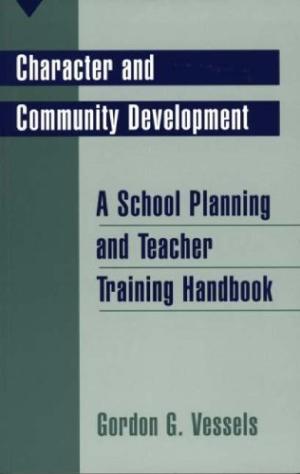 Character and
Community Development
A School Planning
and Teacher
Training Handbook
Gordon G. Vessels